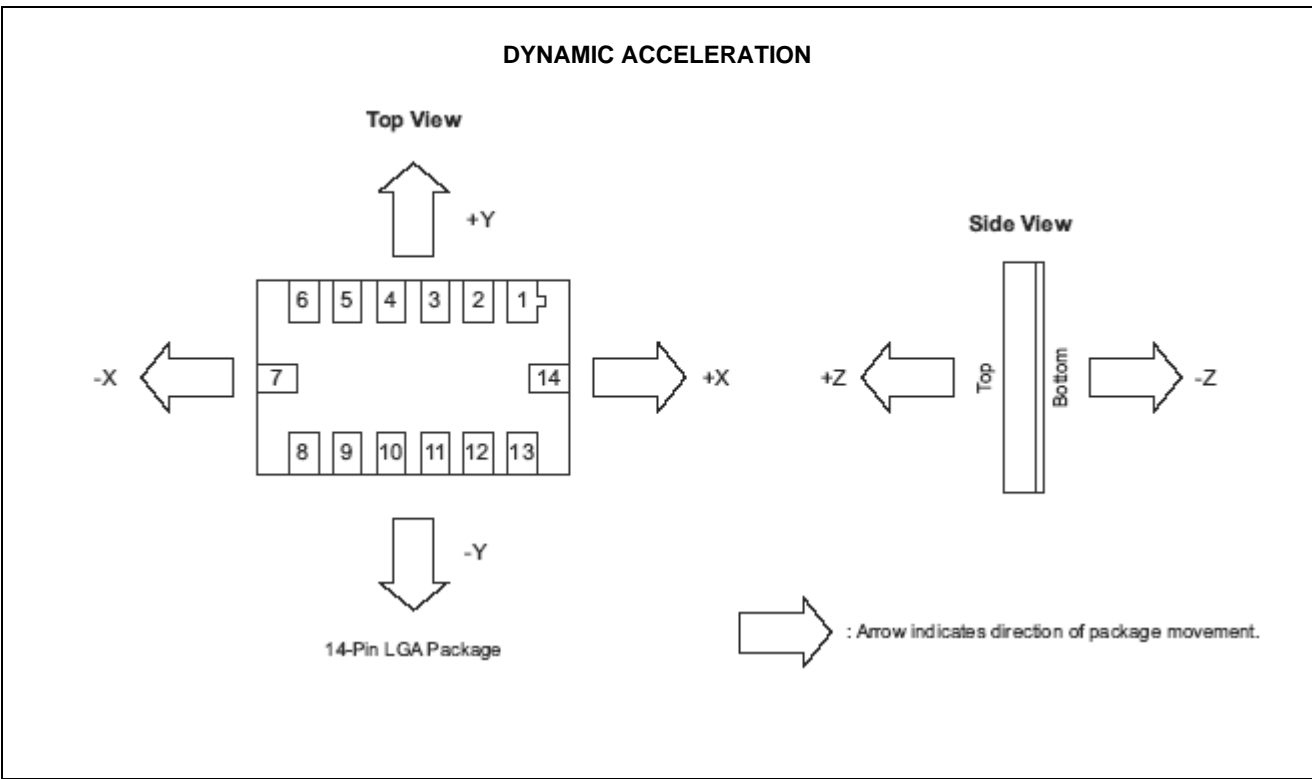 DYNAMIC ACCELERATION
Top View
+Y
6 5 4 3 2 1
-X
7
14
+X
8 9 10 11 12 13
-Y
14-Pin LGA Package
Side View
+Z
Top
Bottom
-Z
: Arrow indicates direction of package movement.